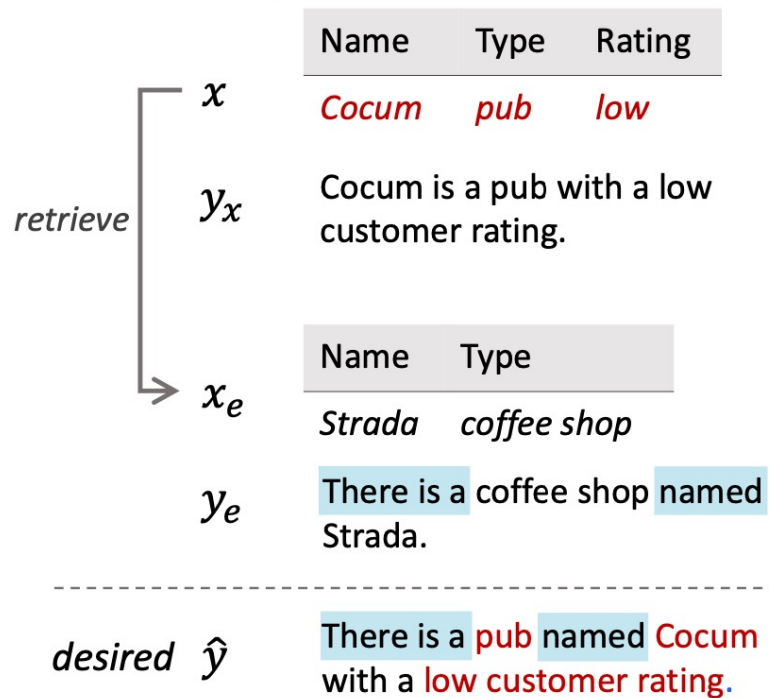 Name Type Rating
x Cocum pub low
y_x Cocum is a pub with a low
customer rating.
retrieve
Name Type
x_e Strada coffee shop
y_e There is a coffee shop named
Strada.
desired ŷ There is a pub named Cocum
with a low customer rating.